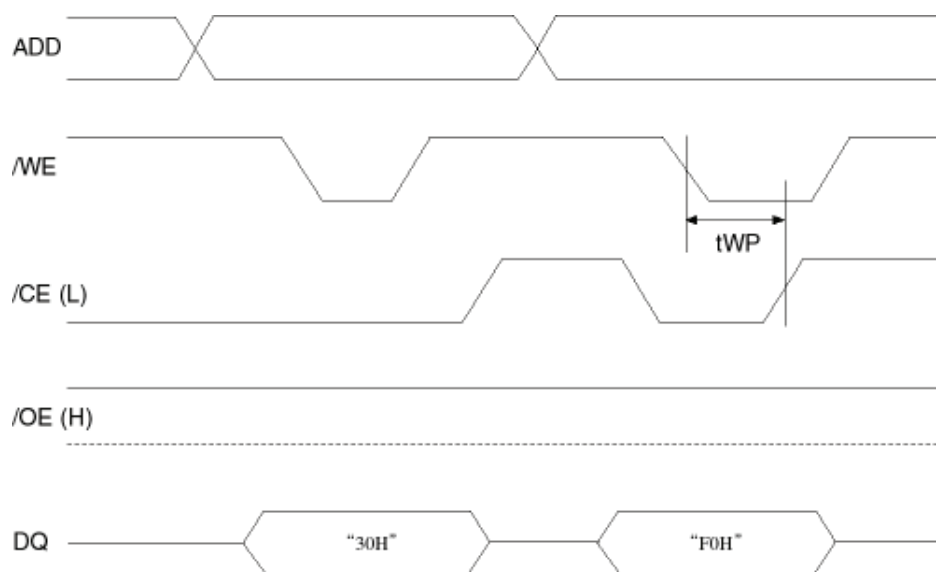 ADD
/WE
tWP
/CE (L)
/OE (H)
DQ "30H" "F0H"